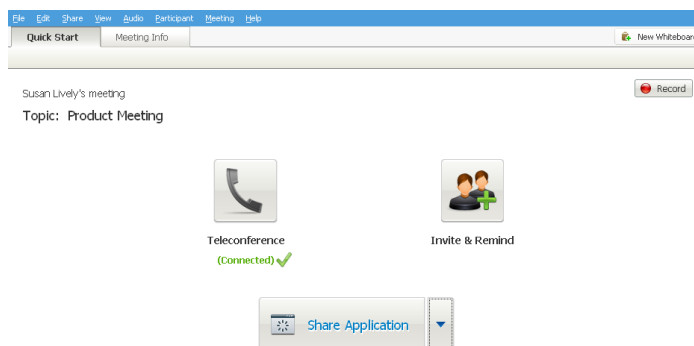 File Edit Share View Audio Participant Meeting Help
Quick Start Meeting Info New Whiteboar
Susan Lively's meeting Record
Topic: Product Meeting
Teleconference Invite & Remind
(Connected)
Share Application